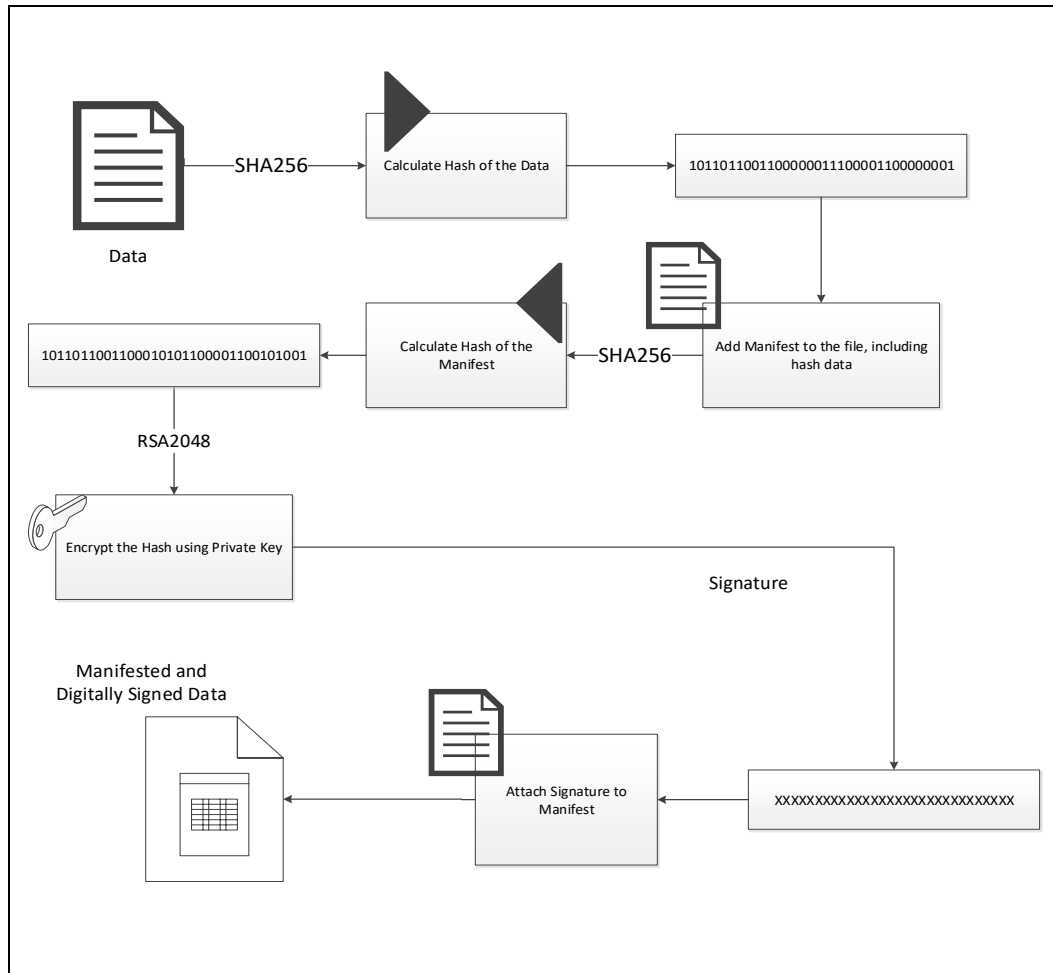 SHA256
Calculate Hash of the Data
1011011001100000011100001100000001
Data
1011011001100010101100001100101001
Calculate Hash of the
Manifest
SHA256
Add Manifest to the file, including
hash data
RSA2048
Encrypt the Hash using Private Key
Signature
Manifested and
Digitally Signed Data
Attach Signature to
Manifest
XXXXXXXXXXXXXXXXXXXXXXXXXXXXXX